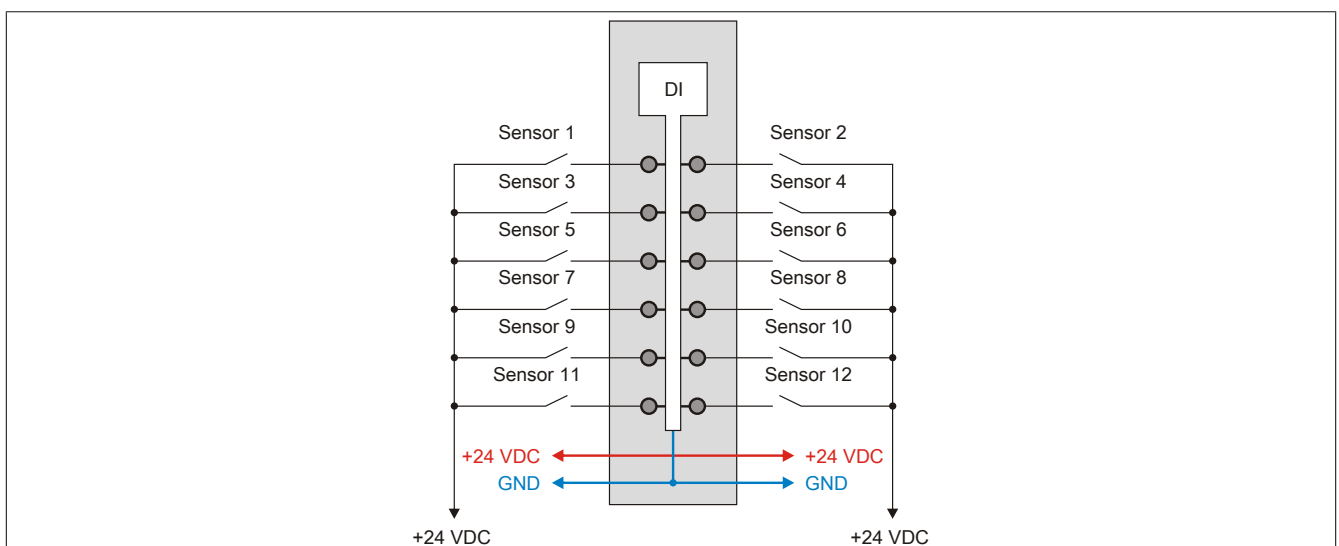 DI
Sensor 1
Sensor 2
Sensor 3
Sensor 4
Sensor 5
Sensor 6
Sensor 7
Sensor 8
Sensor 9
Sensor 10
Sensor 11
Sensor 12
+24 VDC
+24 VDC
GND
GND
+24 VDC
+24 VDC